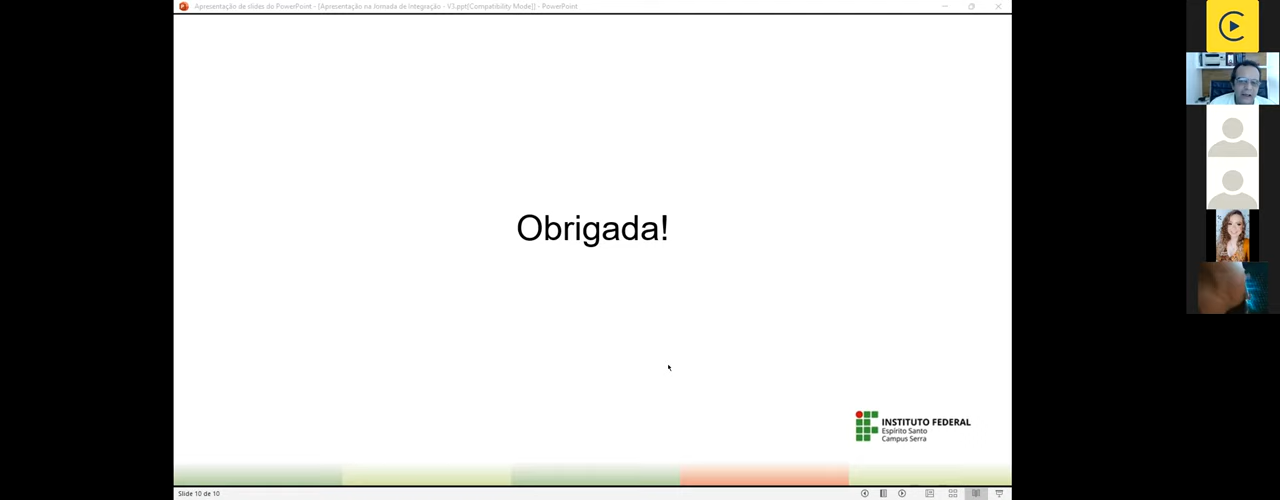 Apresentação de slides do PowerPoint - [Apresentação na Jornada de Integração - V3.ppt[Compatibility Mode]] - PowerPoint
Obrigada!
INSTITUTO FEDERAL
Espírito Santo
Campus Serra
Slide 10 de 10